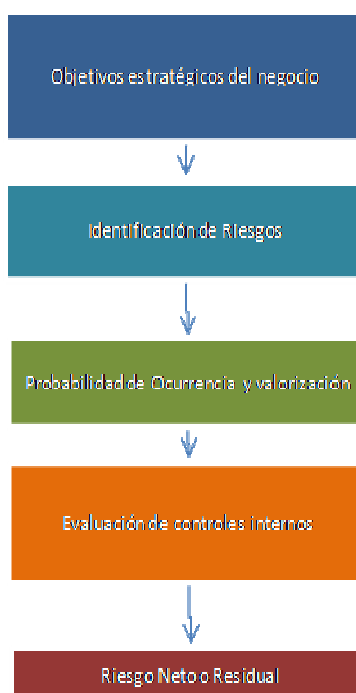 Objetivos estratégicos del negocio
Identificación de Riesgos
Probabilidad de Ocurrencia y valorización
Evaluación de controles internos
Riesgo Neto o Residual